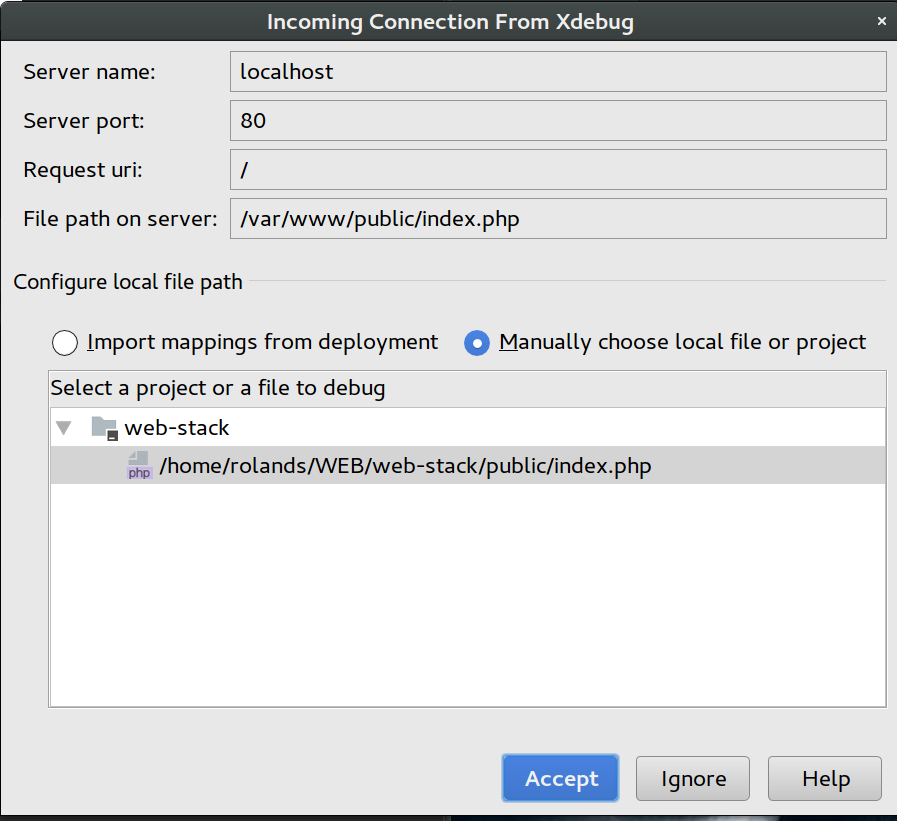 Incoming Connection From Xdebug ×
Server name: localhost
Server port: 80
Request uri: /
File path on server: /var/www/public/index.php
Configure local file path
Import mappings from deployment Manually choose local file or project
Select a project or a file to debug
web-stack
php /home/rolands/WEB/web-stack/public/index.php
Accept Ignore Help